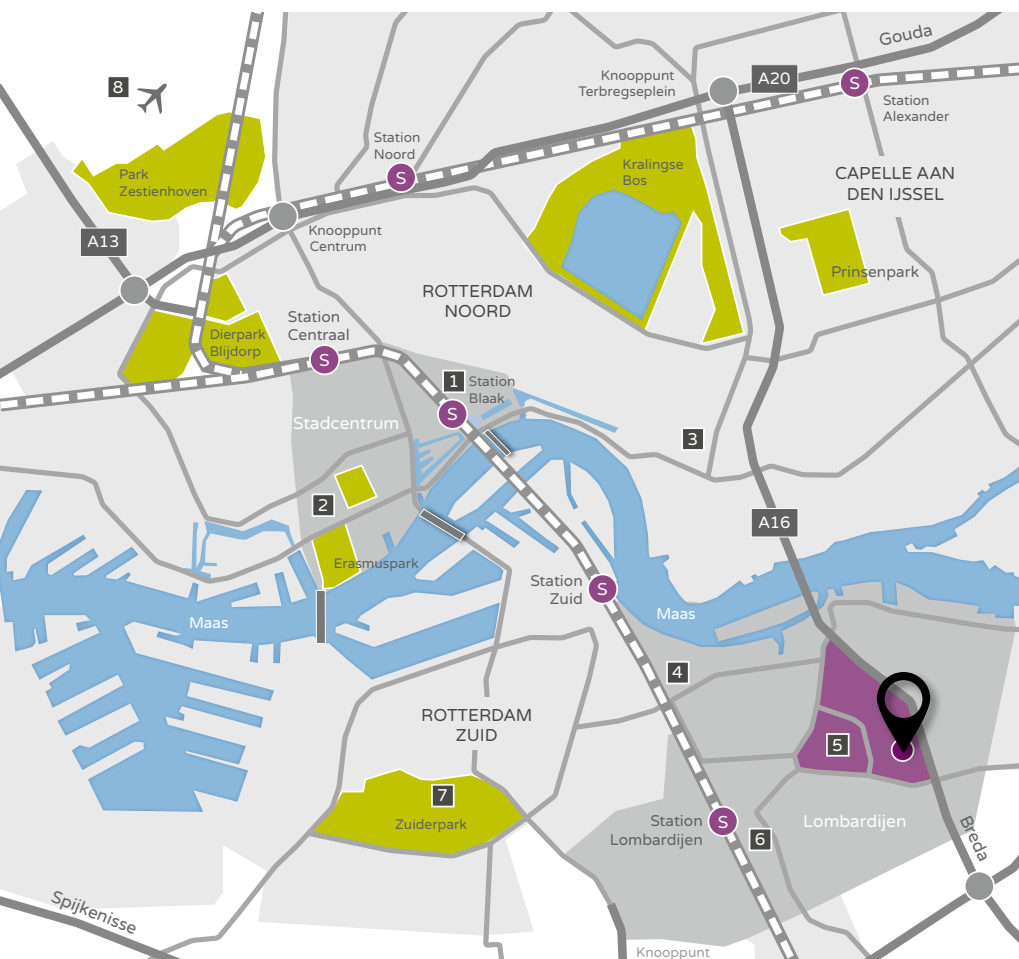 Gouda
Knooppunt
Terbregseplein
A20
8
Station
Alexander
Station
Noord
S
S
Park
Zestienhoven
Kralingse
Bos
CAPELLE AAN
DEN IJSSEL
A13
Knooppunt
Centrum
Prinsenpark
ROTTERDAM
NOORD
Station
Centraal
Dierpark
Blijdorp
S
1
Station
Blaak
S
Stadcentrum
3
2
A16
Erasmuspark
Station
Zuid
S
Maas
Maas
4
ROTTERDAM
ZUID
5
7
Zuiderpark
Station
Lombardijen
S
6
Lombardijen
Breda
Spijkenisse
Knooppunt